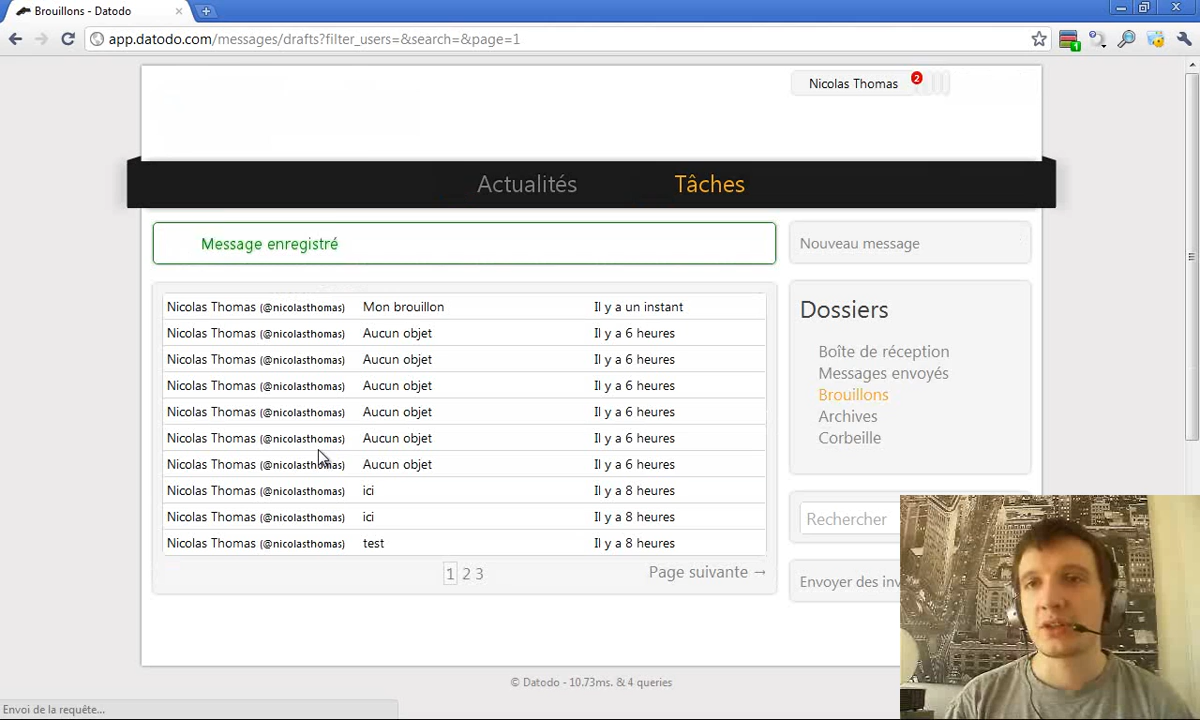 Brouillons - Datodo
app.datodo.com/messages/drafts?filter_users=&search=&page=1
1
Nicolas Thomas 2
Actualités Tâches
Message enregistré
Nouveau message
Nicolas Thomas (@nicolasthomas) Mon brouillon Il y a un instant
Nicolas Thomas (@nicolasthomas) Aucun objet Il y a 6 heures
Nicolas Thomas (@nicolasthomas) Aucun objet Il y a 6 heures
Nicolas Thomas (@nicolasthomas) Aucun objet Il y a 6 heures
Nicolas Thomas (@nicolasthomas) Aucun objet Il y a 6 heures
Nicolas Thomas (@nicolasthomas) Aucun objet Il y a 6 heures
Nicolas Thomas (@nicolasthomas) Aucun objet Il y a 6 heures
Nicolas Thomas (@nicolasthomas) ici Il y a 8 heures
Nicolas Thomas (@nicolasthomas) ici Il y a 8 heures
Nicolas Thomas (@nicolasthomas) test Il y a 8 heures
1 2 3 Page suivante →
Dossiers
Boîte de réception
Messages envoyés
Brouillons
Archives
Corbeille
Rechercher
Envoyer des inv
© Datodo - 10.73ms. & 4 queries
Envoi de la requête...